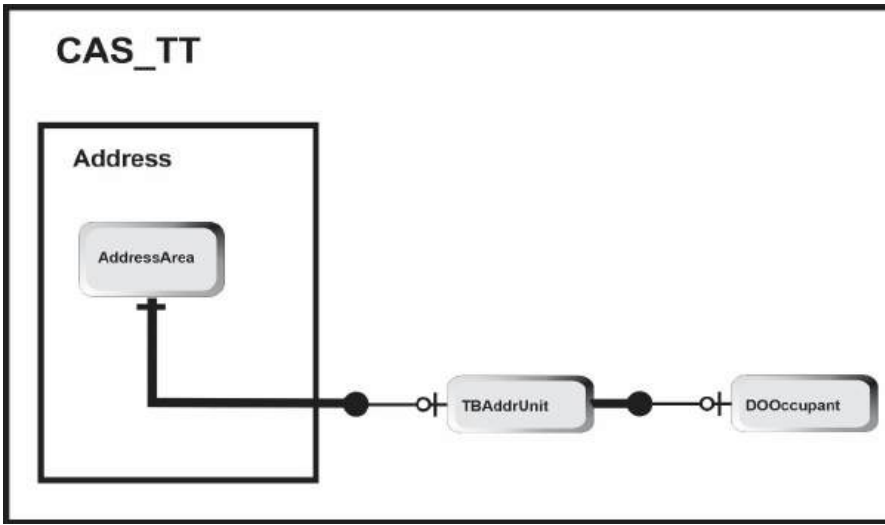 CAS_TT
Address
AddressArea
TBAddrUnit
DOOccupant